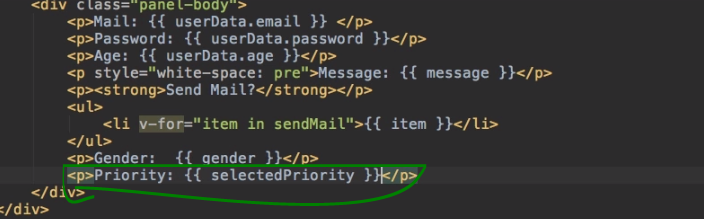 <div class="panel-body">
<p>Mail: {{ userData.email }} </p>
<p>Password: {{ userData.password }}</p>
<p>Age: {{ userData.age }}</p>
<p style="white-space: pre">Message: {{ message }}</p>
<p><strong>Send Mail?</strong></p>
<ul>
<li v-for="item in sendMail">{{ item }}</li>
</ul>
<p>Gender:  {{ gender }}</p>
<p>Priority: {{ selectedPriority }}</p>
</div>
</div>